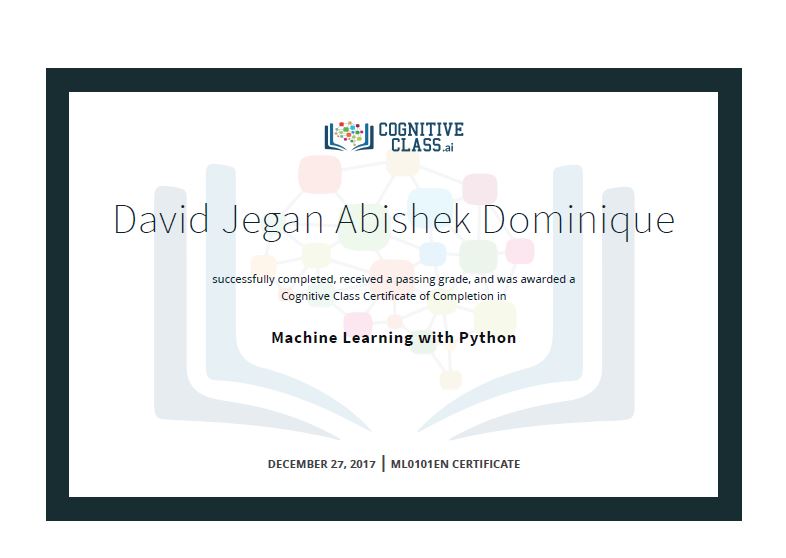 COGNITIVE
CLASS.ai
David Jegan Abishek Dominique
successfully completed, received a passing grade, and was awarded a
Cognitive Class Certificate of Completion in
Machine Learning with Python
DECEMBER 27, 2017 | ML0101EN CERTIFICATE